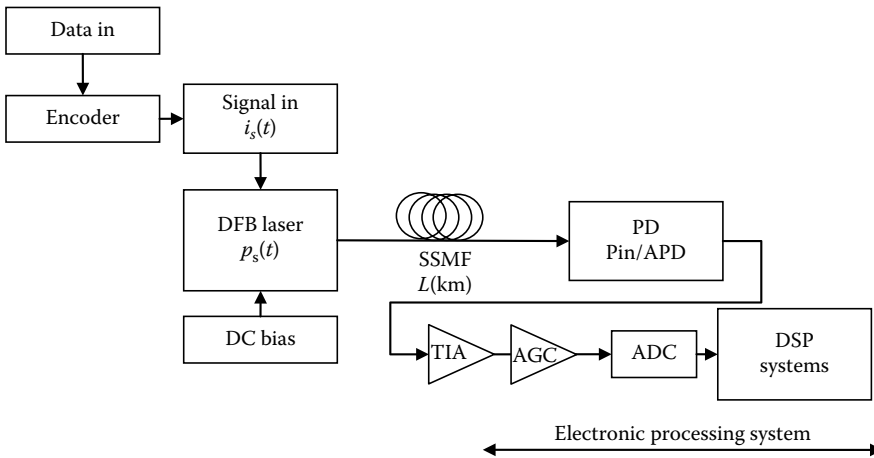 Data in
Encoder
Signal in
i_s(t)
DFB laser
p_s(t)
DC bias
SSMF
L(km)
PD
Pin/APD
TIA
AGC
ADC
DSP
systems
Electronic processing system